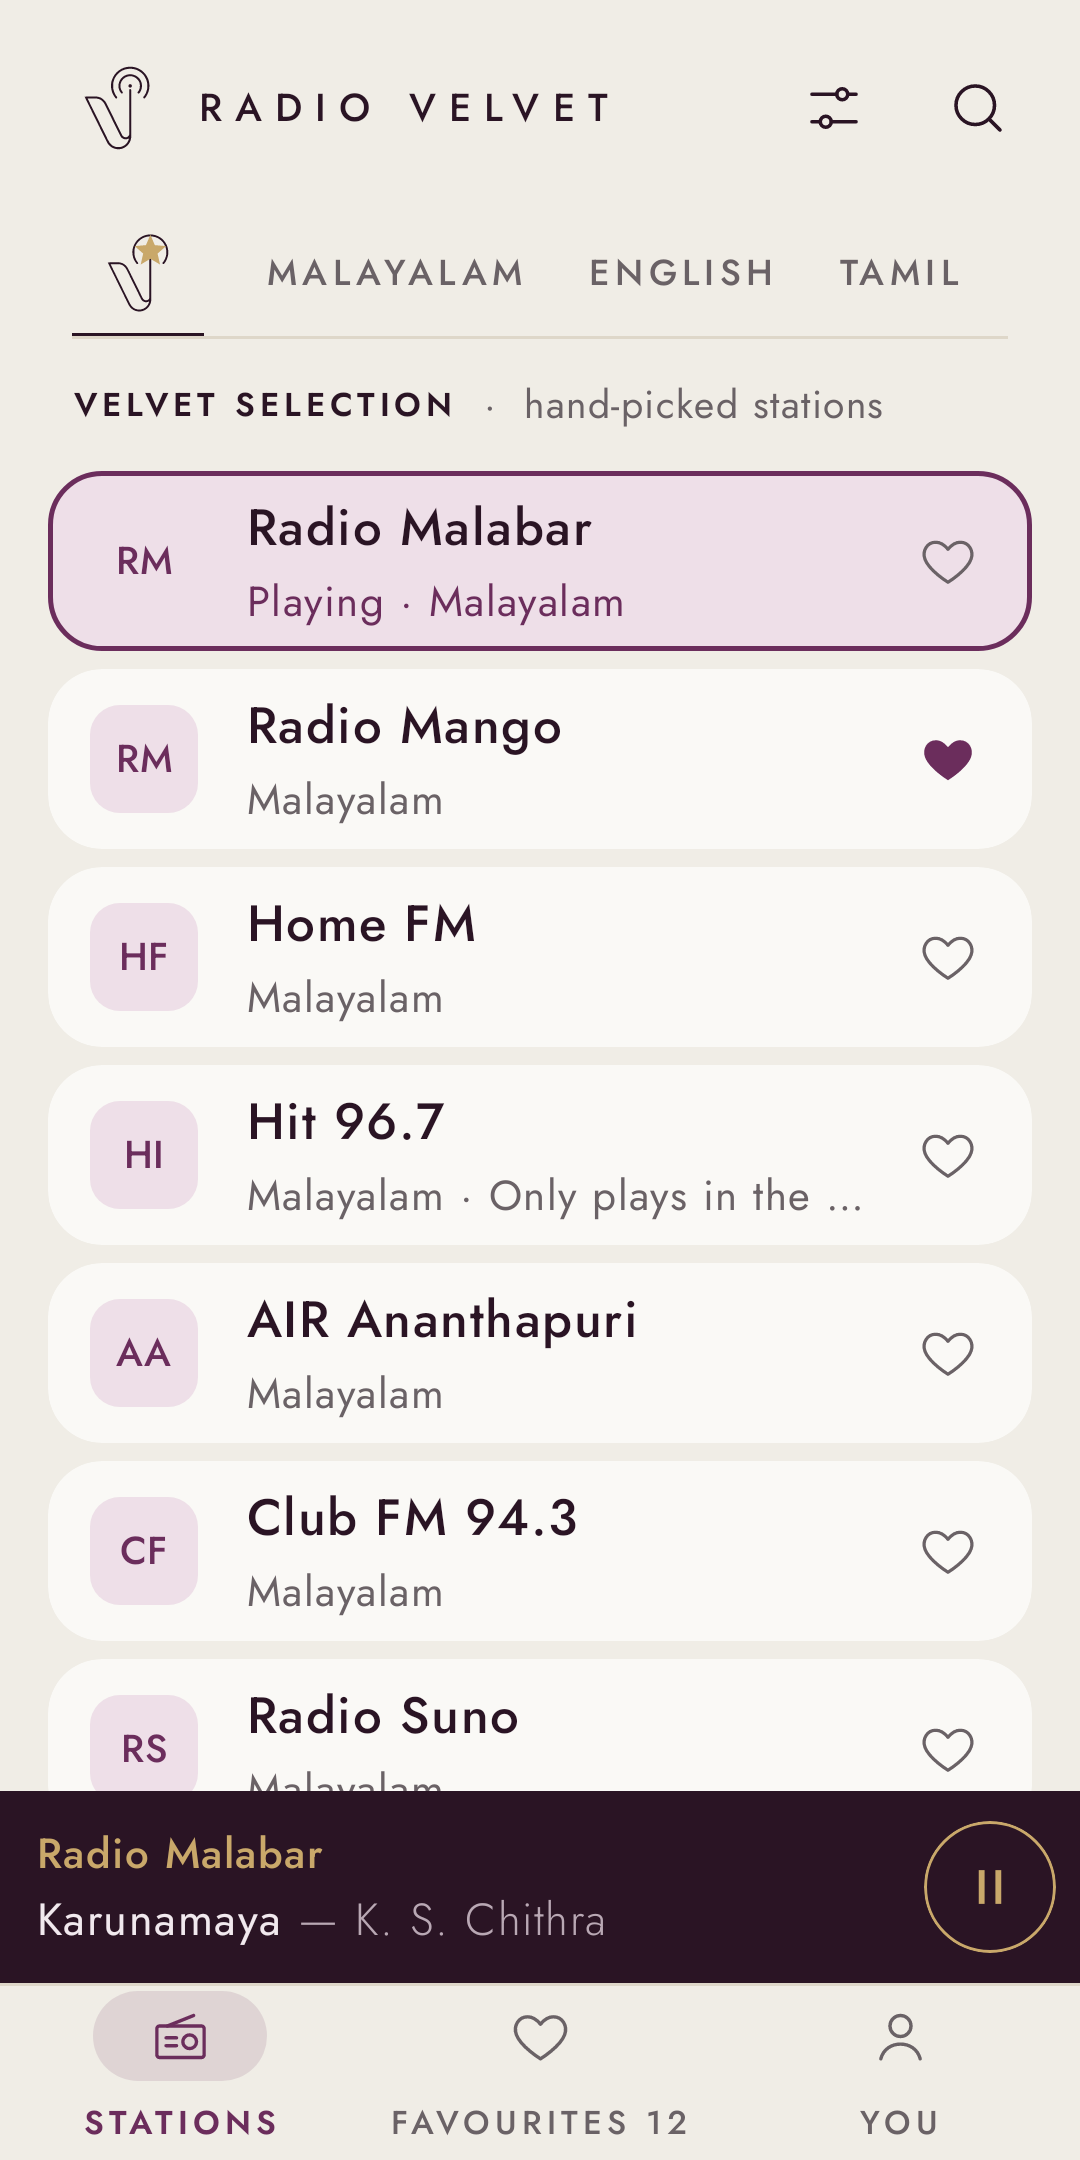 RADIO VELVET
MALAYALAM ENGLISH TAMIL
VELVET SELECTION · hand-picked stations
RM
Radio Malabar
Playing · Malayalam
RM
Radio Mango
Malayalam
HF
Home FM
Malayalam
HI
Hit 96.7
Malayalam · Only plays in the ...
AA
AIR Ananthapuri
Malayalam
CF
Club FM 94.3
Malayalam
RS
Radio Suno
Malayalam
Radio Malabar
Karunamaya — K. S. Chithra
STATIONS FAVOURITES 12 YOU